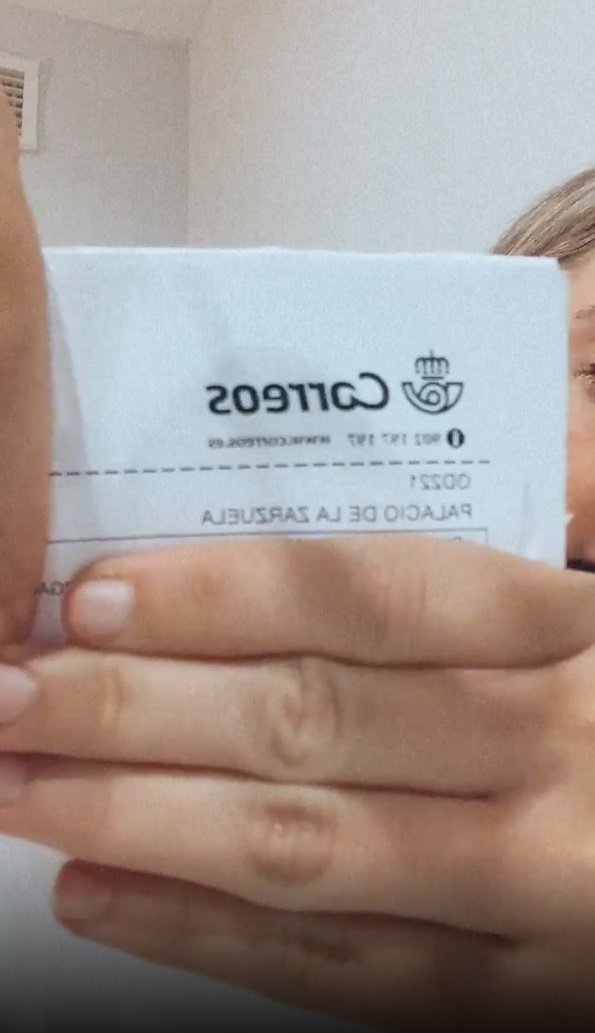 Correos
902 197 197 www.correos.es
OD221
PALACIO DE LA ZARZUELA